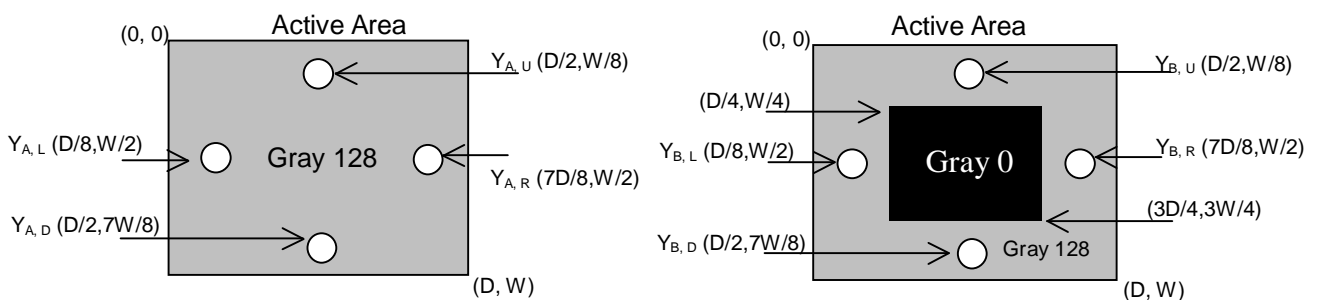 Active Area
(0, 0)
Y_A, U (D/2,W/8)
Y_A, L (D/8,W/2)
Gray 128
Y_A, R (7D/8,W/2)
Y_A, D (D/2,7W/8)
(D, W)
Active Area
(0, 0)
Y_B, U (D/2,W/8)
(D/4,W/4)
Y_B, L (D/8,W/2)
Gray 0
Y_B, R (7D/8,W/2)
(3D/4,3W/4)
Y_B, D (D/2,7W/8)
Gray 128
(D, W)